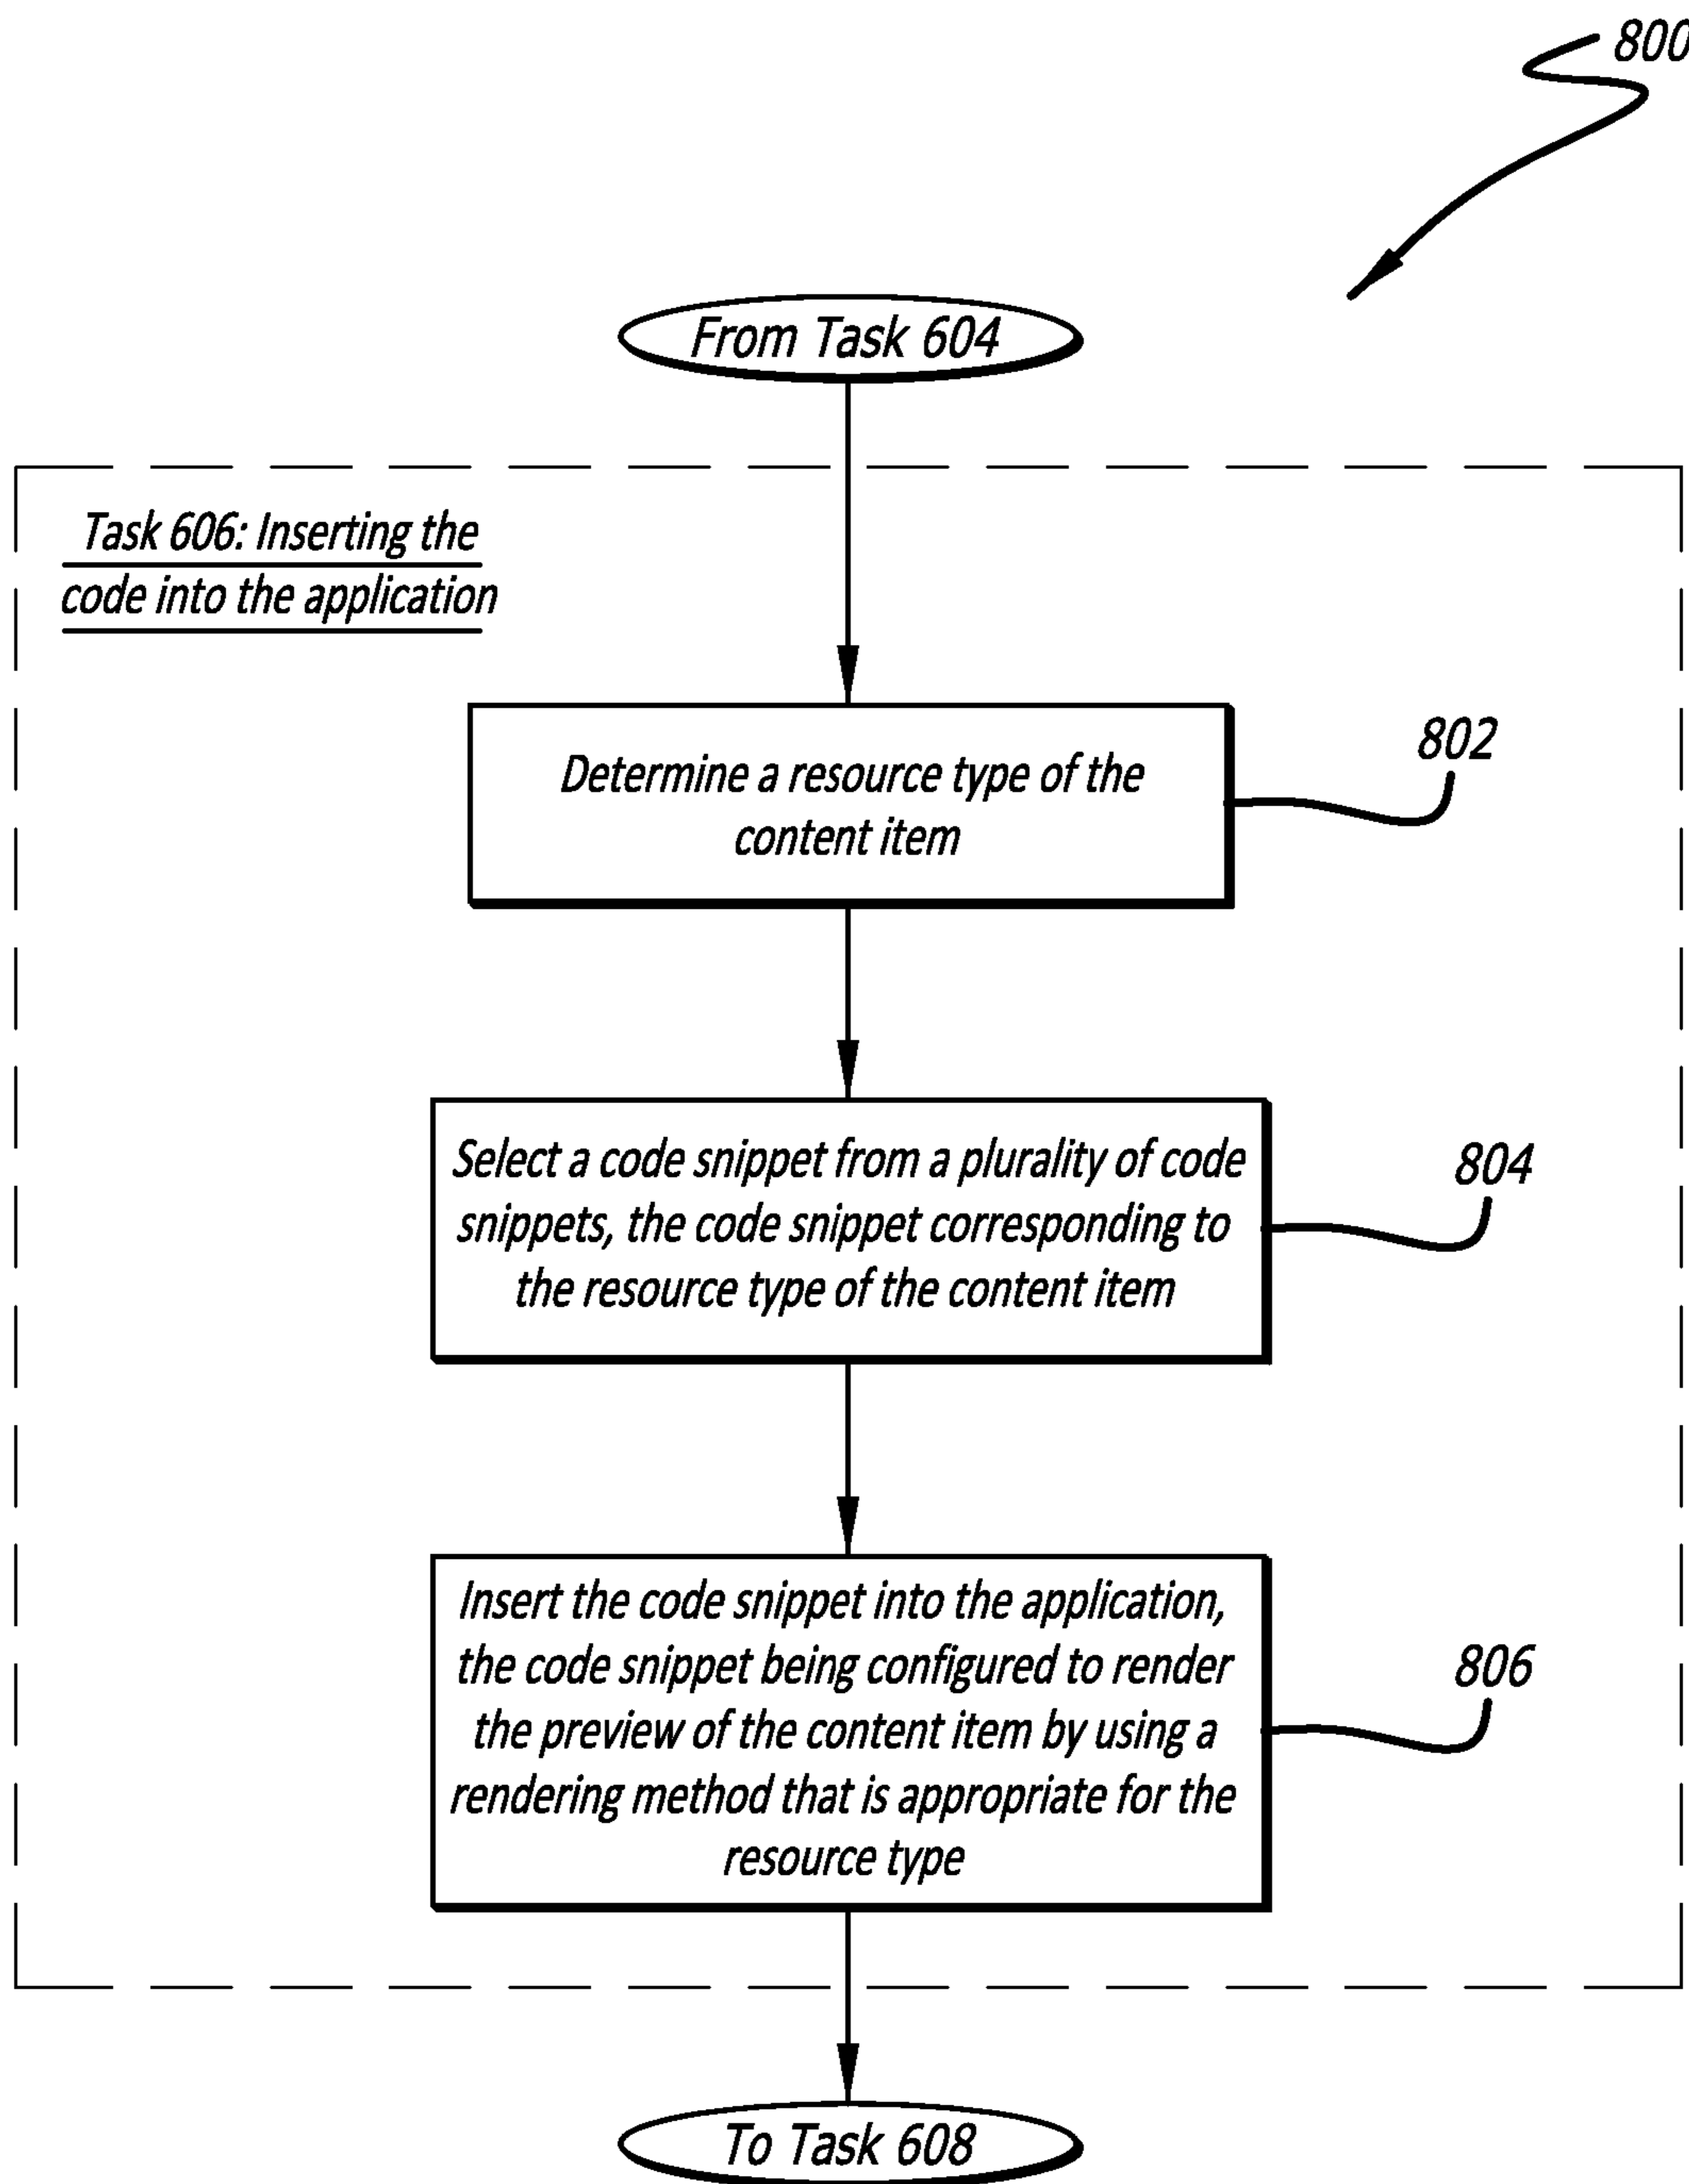 800
From Task 604
Task 606: Inserting the
code into the application
Determine a resource type of the
content item
802
Select a code snippet from a plurality of code
snippets, the code snippet corresponding to
the resource type of the content item
804
Insert the code snippet into the application,
the code snippet being configured to render
the preview of the content item by using a
rendering method that is appropriate for the
resource type
806
To Task 608